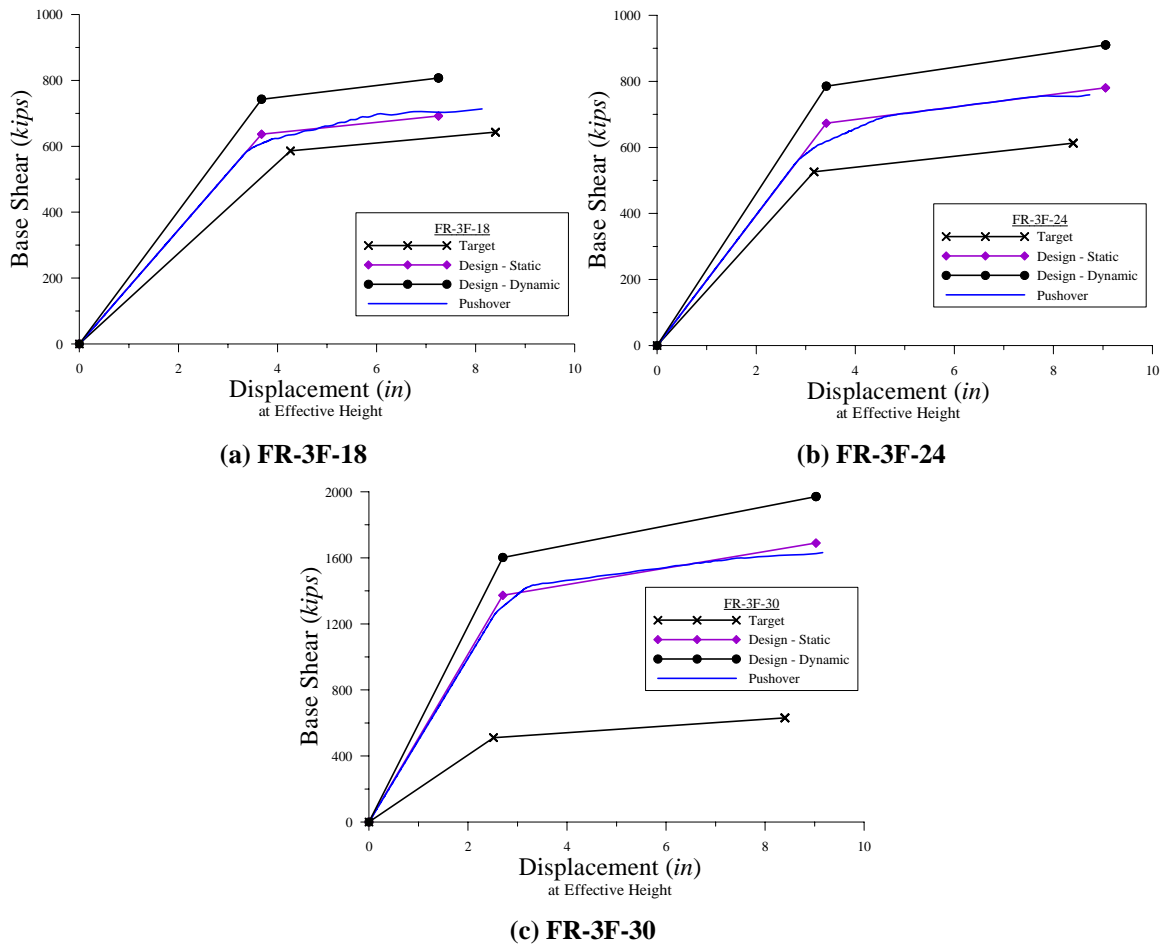 1000
800
600
400
200
0
Base Shear (kips)
FR-3F-18
Target
Design - Static
Design - Dynamic
Pushover
0 2 4 6 8 10
Displacement (in)
at Effective Height
(a) FR-3F-18
1000
800
600
400
200
0
Base Shear (kips)
FR-3F-24
Target
Design - Static
Design - Dynamic
Pushover
0 2 4 6 8 10
Displacement (in)
at Effective Height
(b) FR-3F-24
2000
1600
1200
800
400
0
Base Shear (kips)
FR-3F-30
Target
Design - Static
Design - Dynamic
Pushover
0 2 4 6 8 10
Displacement (in)
at Effective Height
(c) FR-3F-30